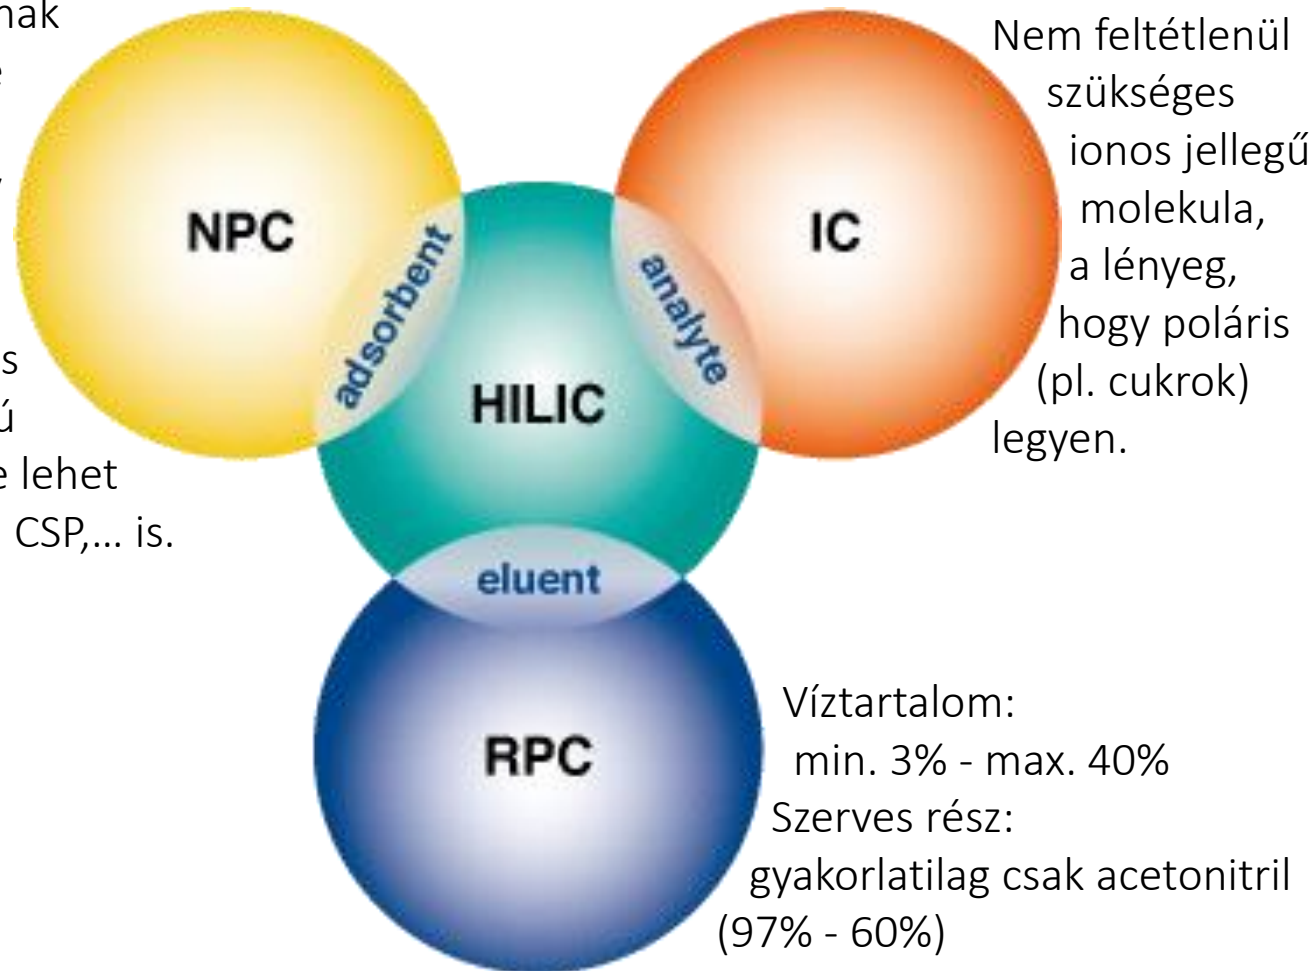 NPC
adsorbent
HILIC
analyte
IC
eluent
RPC
lehet
CSP,... is.
Nem feltétlenül
szükséges
ionos jellegű
molekula,
a lényeg,
hogy poláris
(pl. cukrok)
legyen.
Víztartalom:
min. 3% - max. 40%
Szerves rész:
gyakorlatilag csak acetonitril
(97% - 60%)